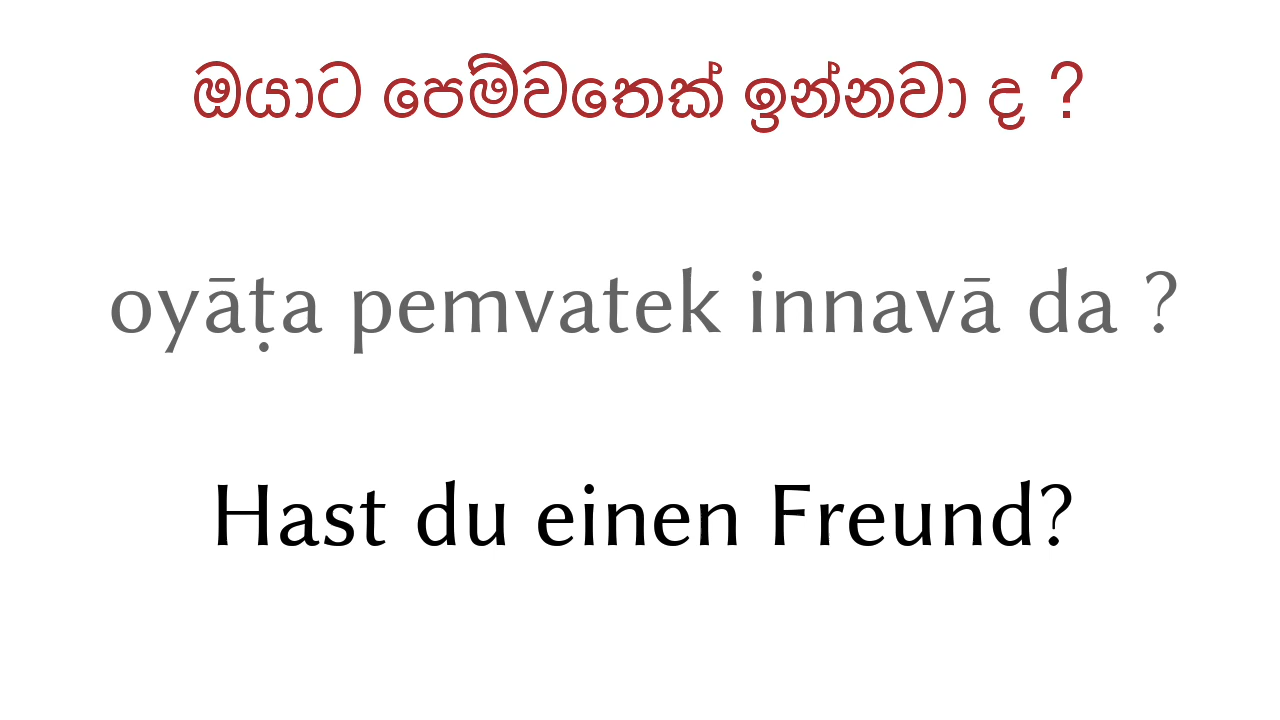 ඔයාට පෙම්වතෙක් ඉන්නවා ද ?
oyāṭa pemvatek innavā da ?
Hast du einen Freund?